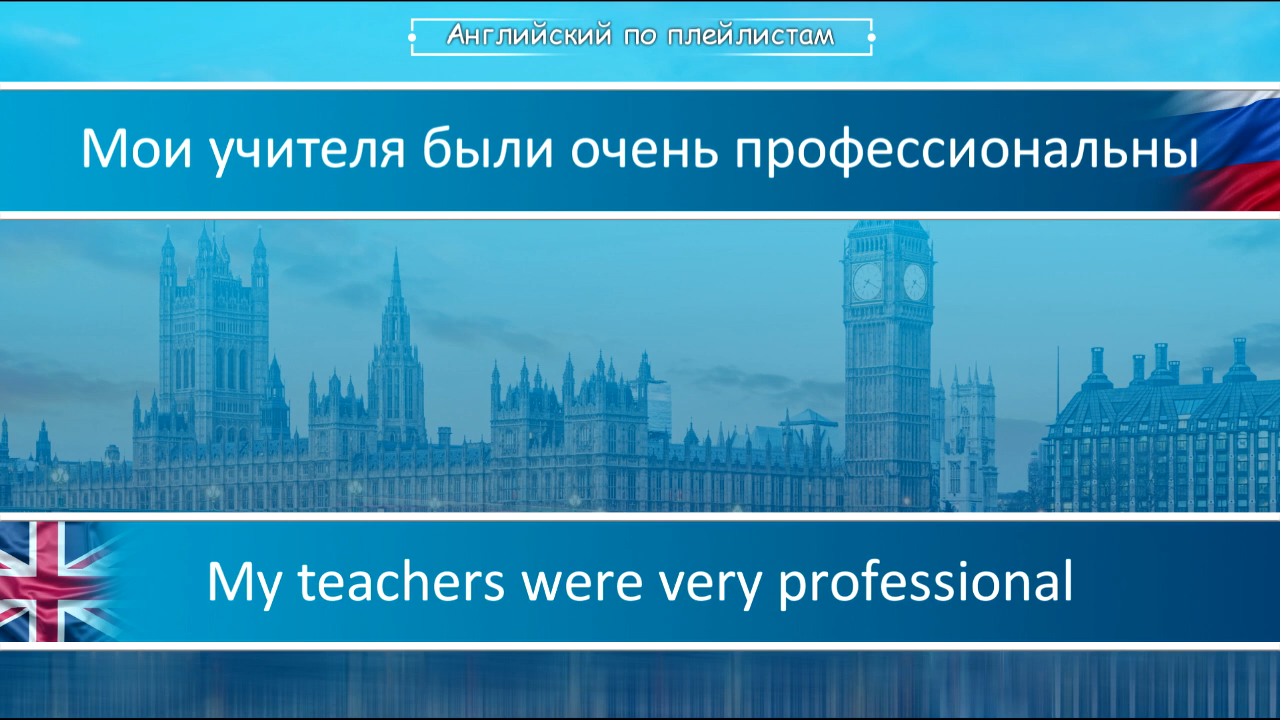 Английский по плейлистам
Мои учителя были очень профессиональны
My teachers were very professional